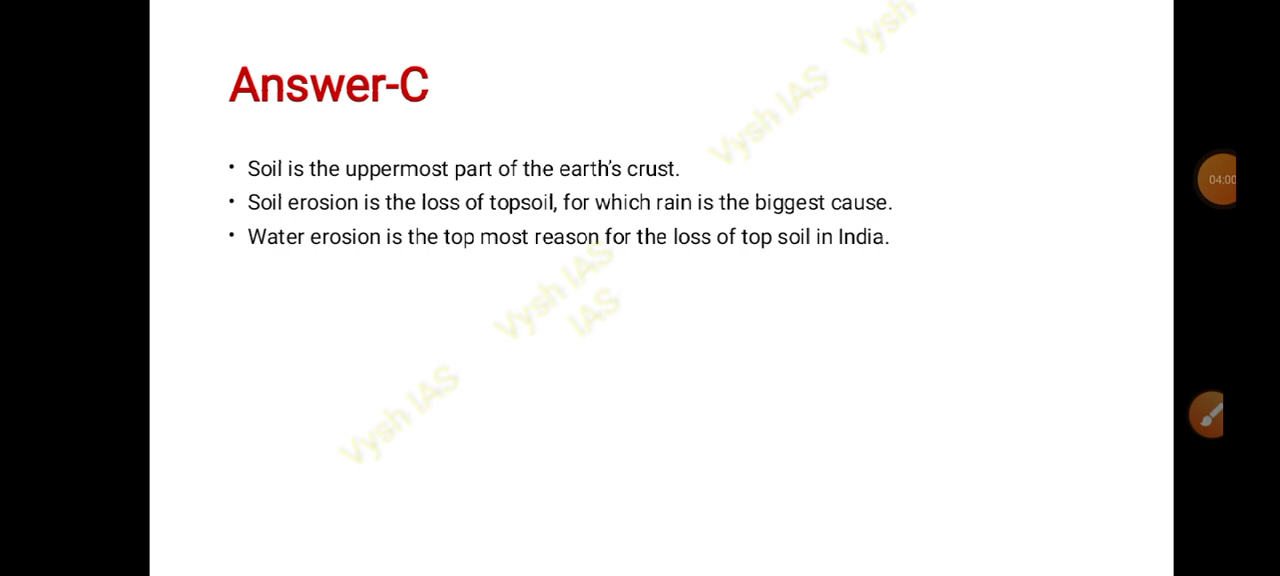 Vysh
Vysh IAS
Answer-C
• Soil is the uppermost part of the earth's crust.
• Soil erosion is the loss of topsoil, for which rain is the biggest cause.
• Water erosion is the top most reason for the loss of top soil in India.
Vysh IAS
IAS
Vysh IAS
04:00